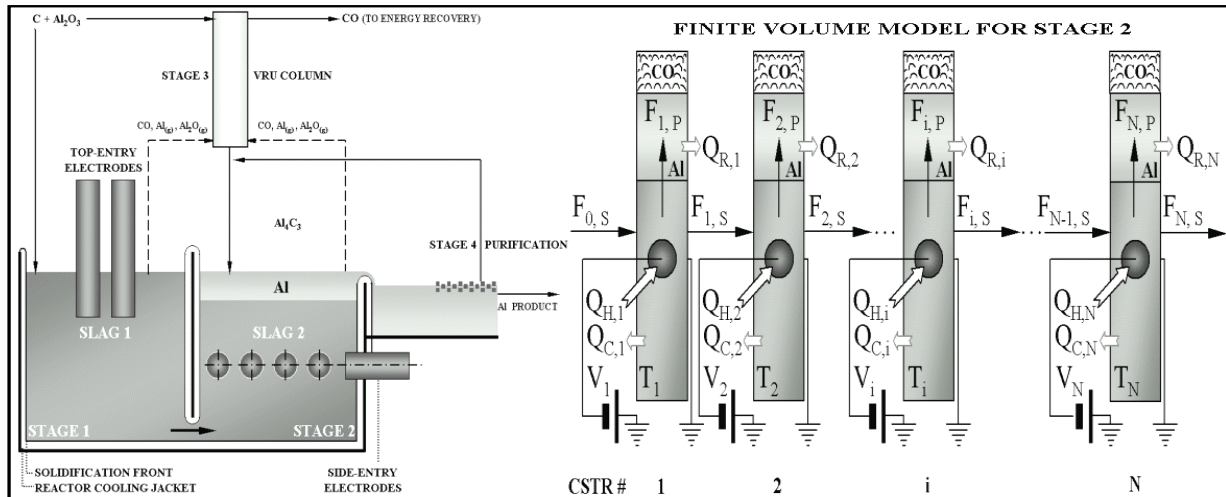 C + Al₂O₃
CO (TO ENERGY RECOVERY)
STAGE 3
VRU COLUMN
CO, Al(g), Al₂O(g)
CO, Al(g), Al₂O(g)
TOP-ENTRY
ELECTRODES
Al₄C₃
STAGE 4 PURIFICATION
Al
Al PRODUCT
SLAG 1
SLAG 2
STAGE 1
STAGE 2
SOLIDIFICATION FRONT
REACTOR COOLING JACKET
SIDE-ENTRY
ELECTRODES
FINITE VOLUME MODEL FOR STAGE 2
CO CO CO CO
F1, P F2, P Fi, P FN, P
QR,1 QR,2 QR,i QR,N
Al Al Al Al
F0, S F1, S F2, S ... Fi, S ... FN-1, S FN, S
QH,1 QH,2 QH,i QH,N
QC,1 QC,2 QC,i QC,N
V1 T1 V2 T2 Vi Ti VN TN
CSTR # 1 2 i N